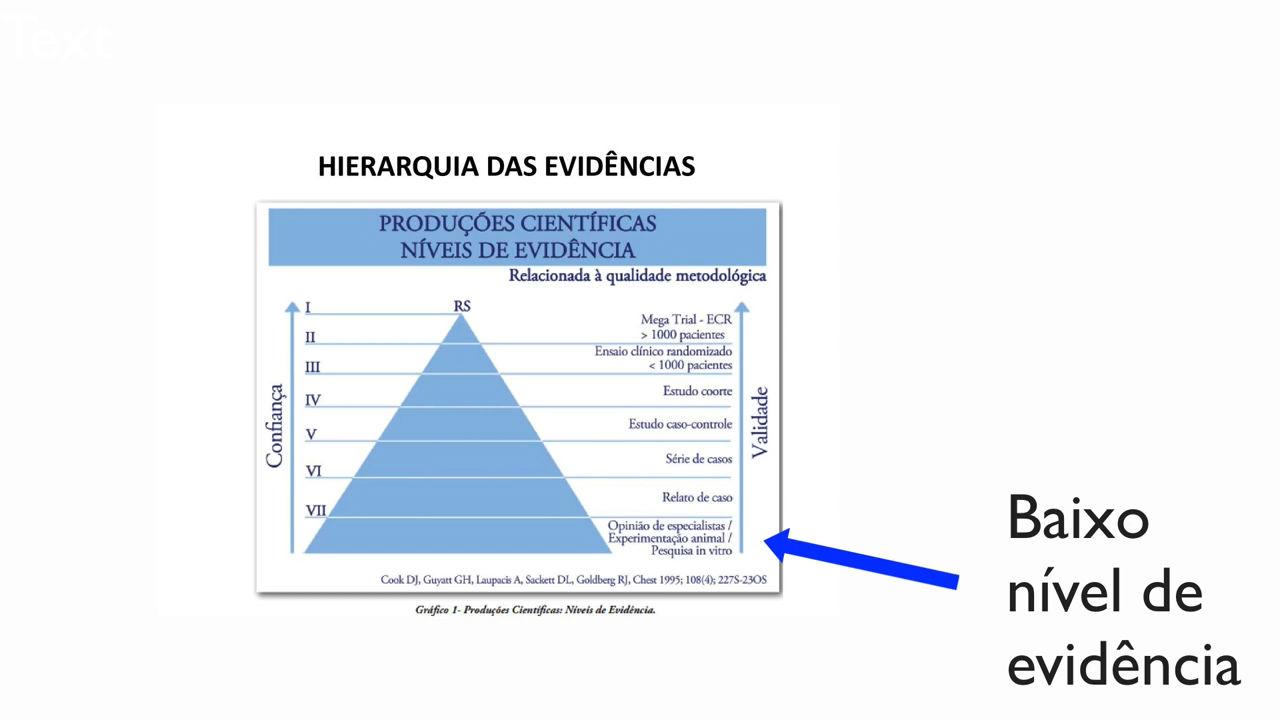 Text
HIERARQUIA DAS EVIDÊNCIAS
PRODUÇÕES CIENTÍFICAS
NÍVEIS DE EVIDÊNCIA
Relacionada à qualidade metodológica
I
RS
Mega Trial - ECR
> 1000 pacientes
II
Ensaio clínico randomizado
< 1000 pacientes
III
Estudo coorte
IV
Estudo caso-controle
V
Série de casos
VI
Relato de caso
VII
Opinião de especialistas /
Experimentação animal /
Pesquisa in vitro
Confiança
Validade
Cook DJ, Guyatt GH, Laupacis A, Sackett DL, Goldberg RJ, Chest 1995; 108(4); 227S-23OS
Gráfico 1- Produções Científicas: Níveis de Evidência.
Baixo
nível de
evidência